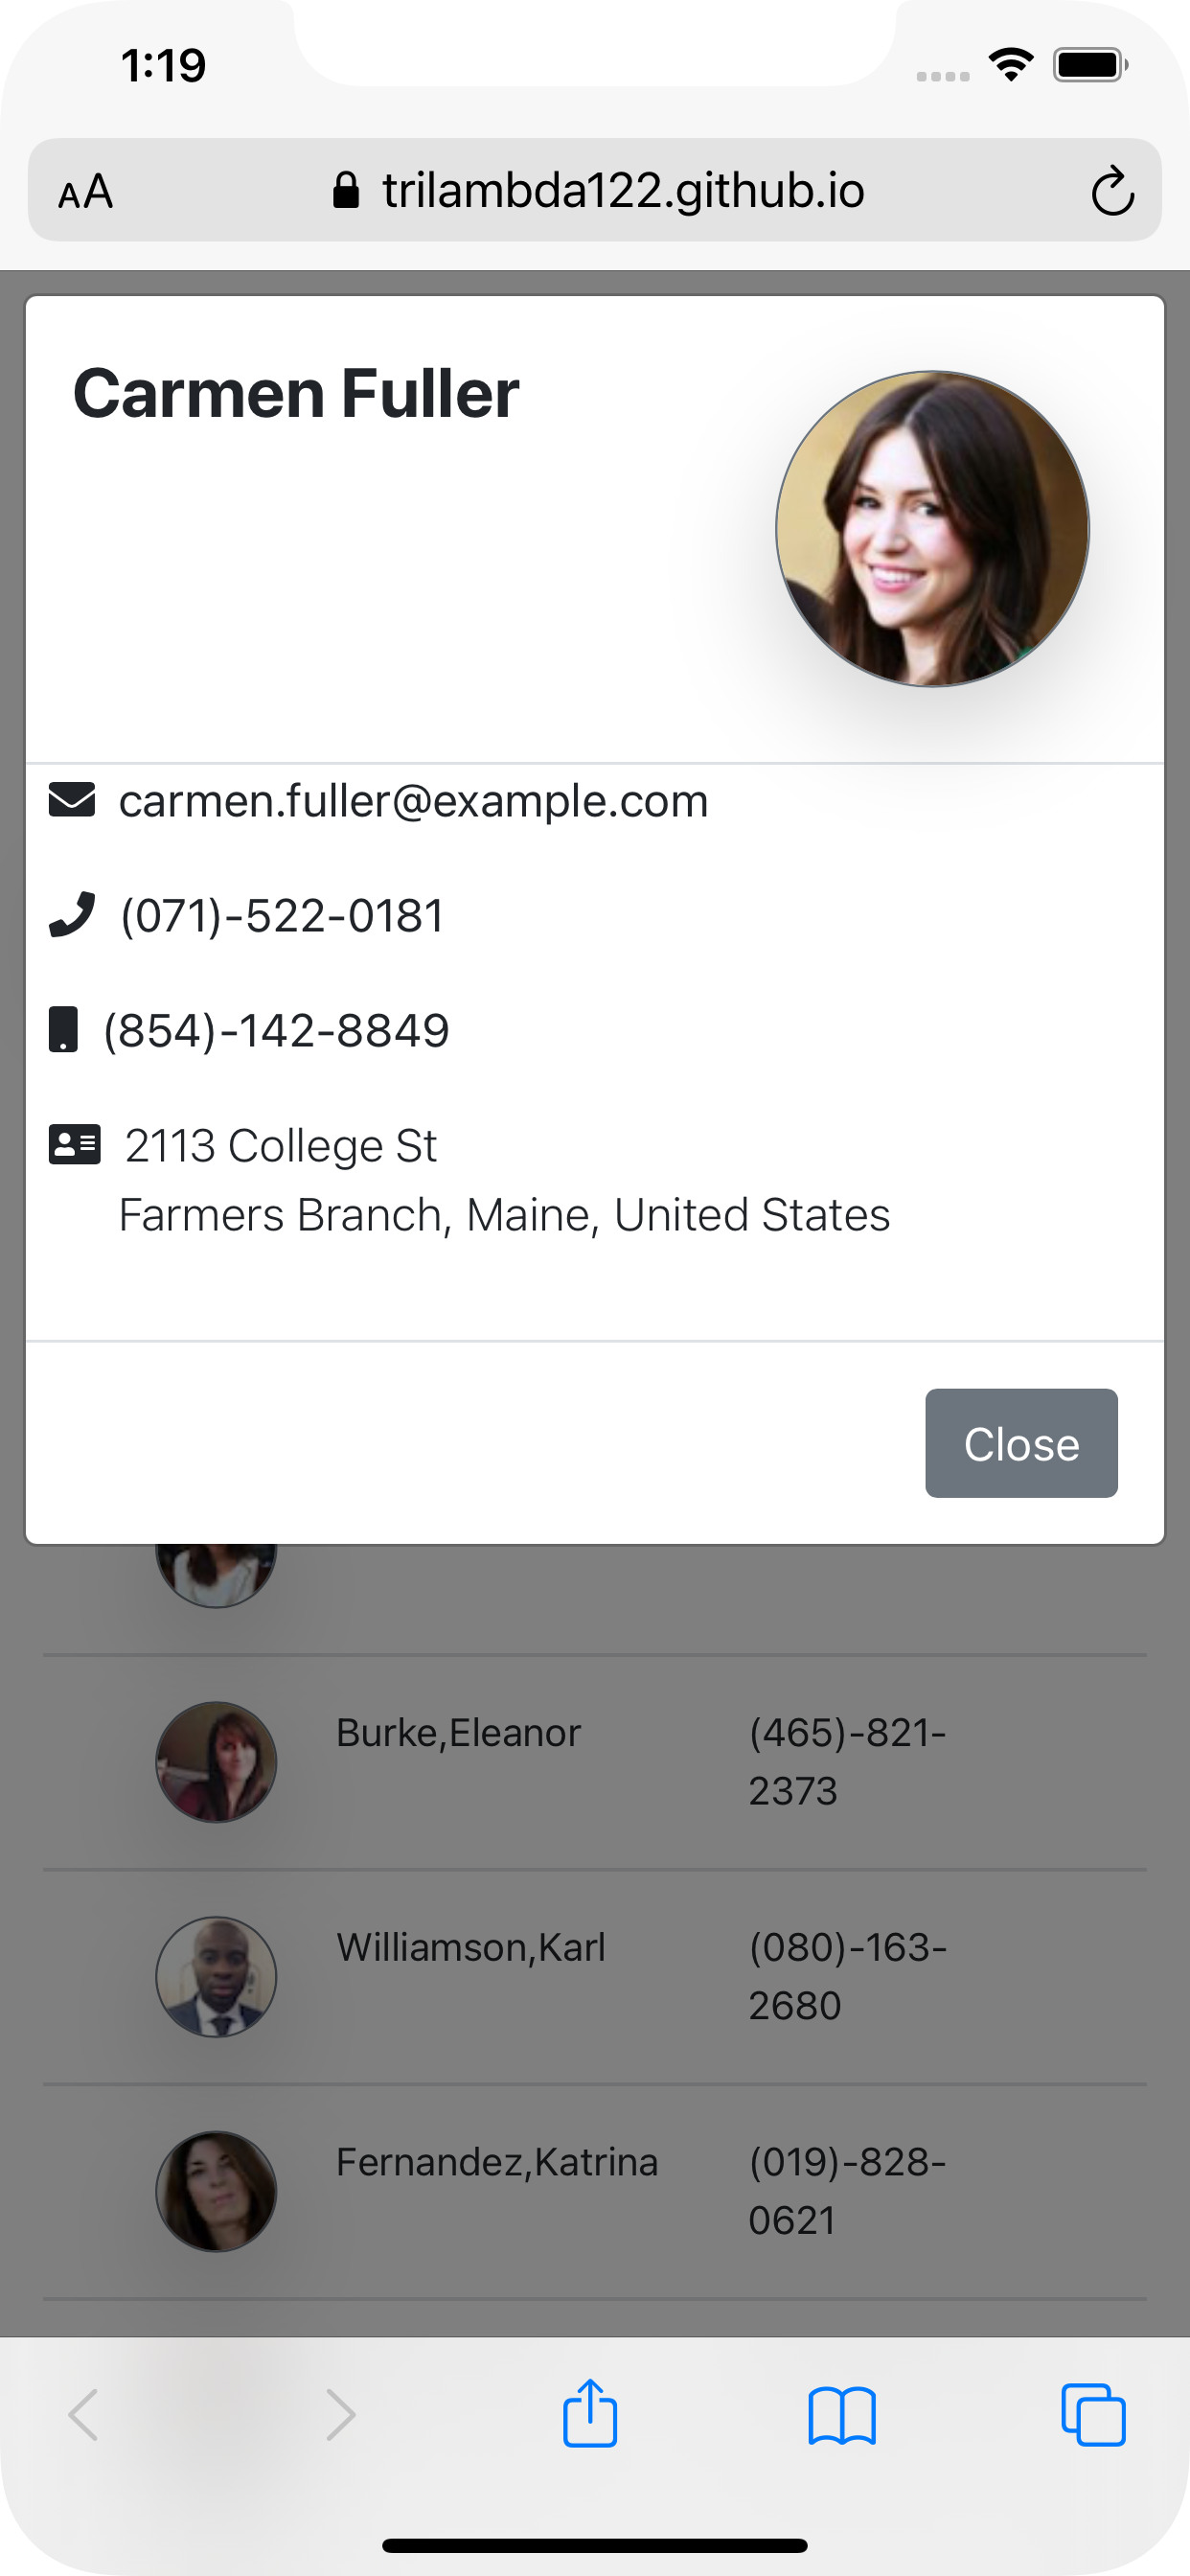 1:19
AA trilambda122.github.io
Carmen Fuller
carmen.fuller@example.com
(071)-522-0181
(854)-142-8849
2113 College St
Farmers Branch, Maine, United States
Close
Burke,Eleanor (465)-821-
2373
Williamson,Karl (080)-163-
2680
Fernandez,Katrina (019)-828-
0621